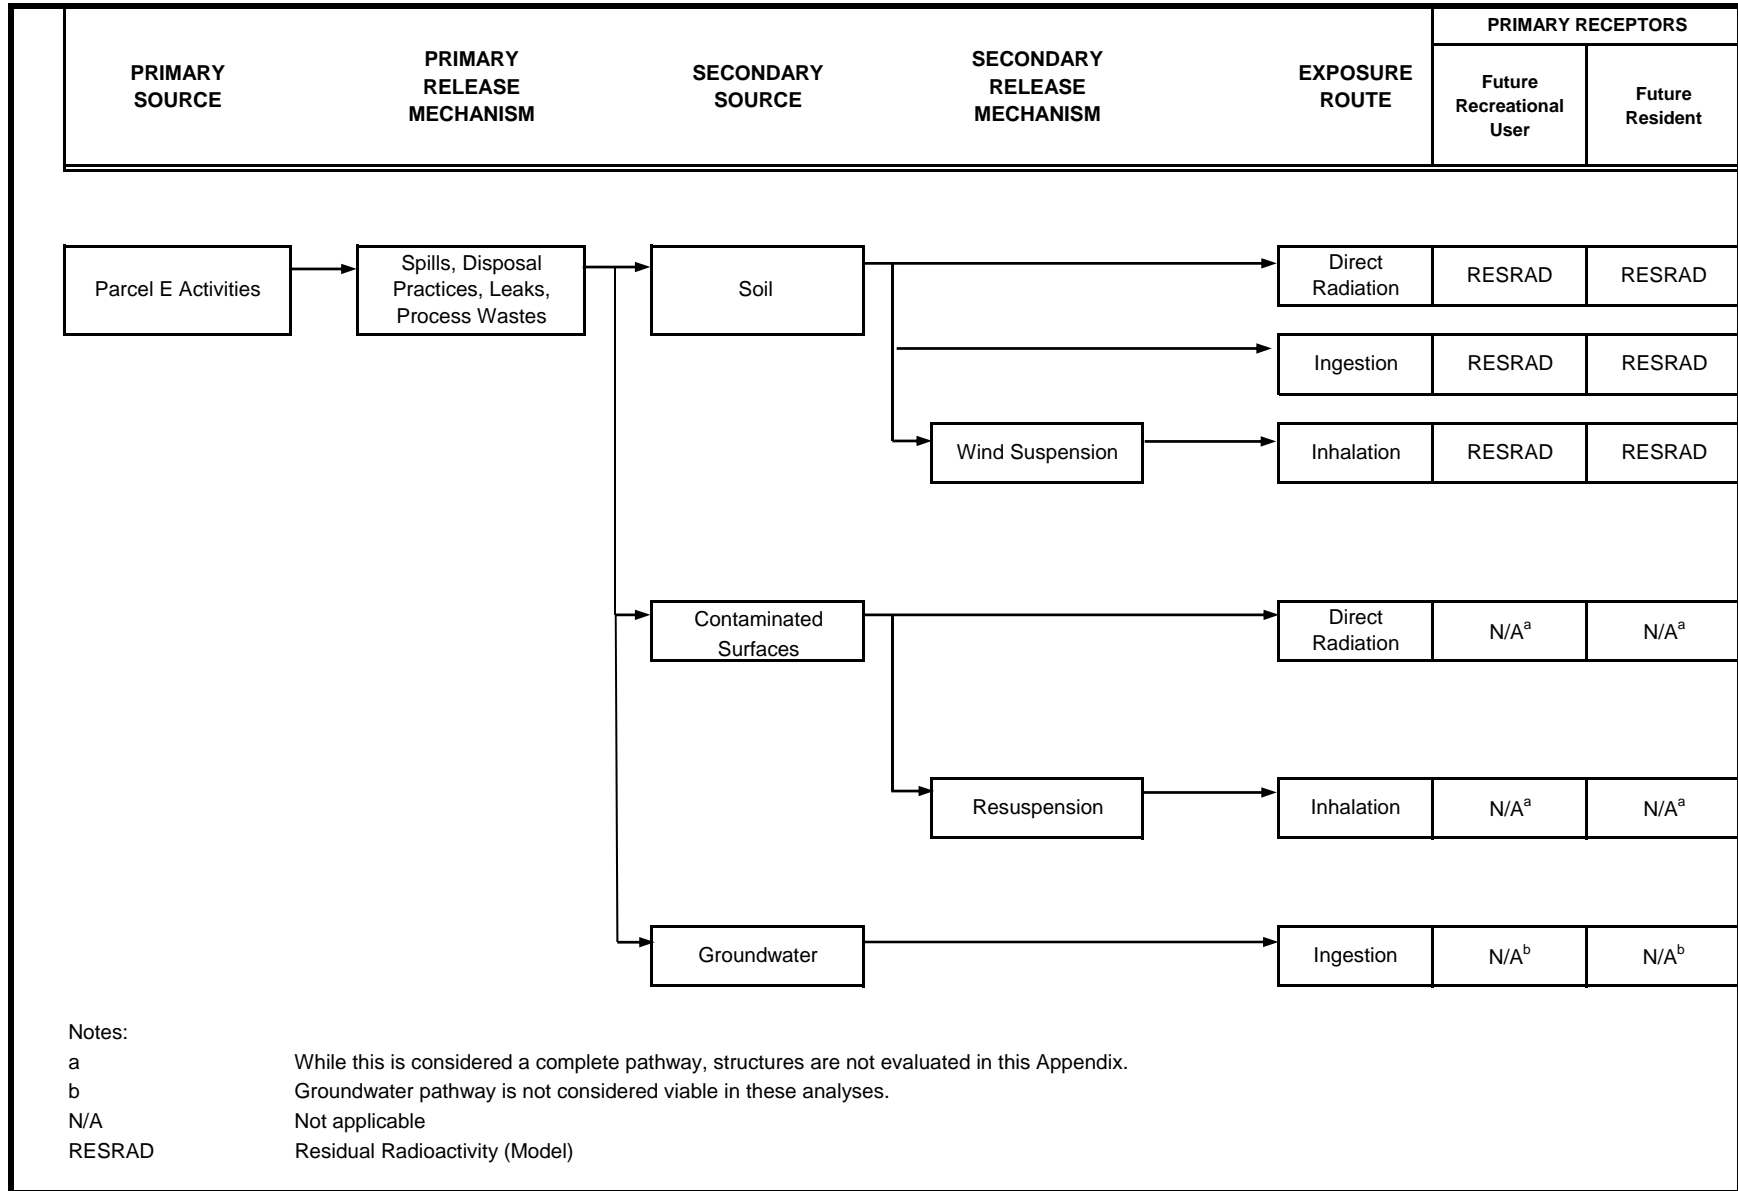 PRIMARY RECEPTORS
PRIMARY
SOURCE
PRIMARY
RELEASE
MECHANISM
SECONDARY
SOURCE
SECONDARY
RELEASE
MECHANISM
EXPOSURE
ROUTE
Future
Recreational
User
Future
Resident
Parcel E Activities
Spills, Disposal
Practices, Leaks,
Process Wastes
Soil
Direct
Radiation
RESRAD
RESRAD
Ingestion
RESRAD
RESRAD
Wind Suspension
Inhalation
RESRAD
RESRAD
Contaminated
Surfaces
Direct
Radiation
N/Aᵃ
N/Aᵃ
Resuspension
Inhalation
N/Aᵃ
N/Aᵃ
Groundwater
Ingestion
N/Aᵇ
N/Aᵇ
Notes:
a While this is considered a complete pathway, structures are not evaluated in this Appendix.
b Groundwater pathway is not considered viable in these analyses.
N/A Not applicable
RESRAD Residual Radioactivity (Model)